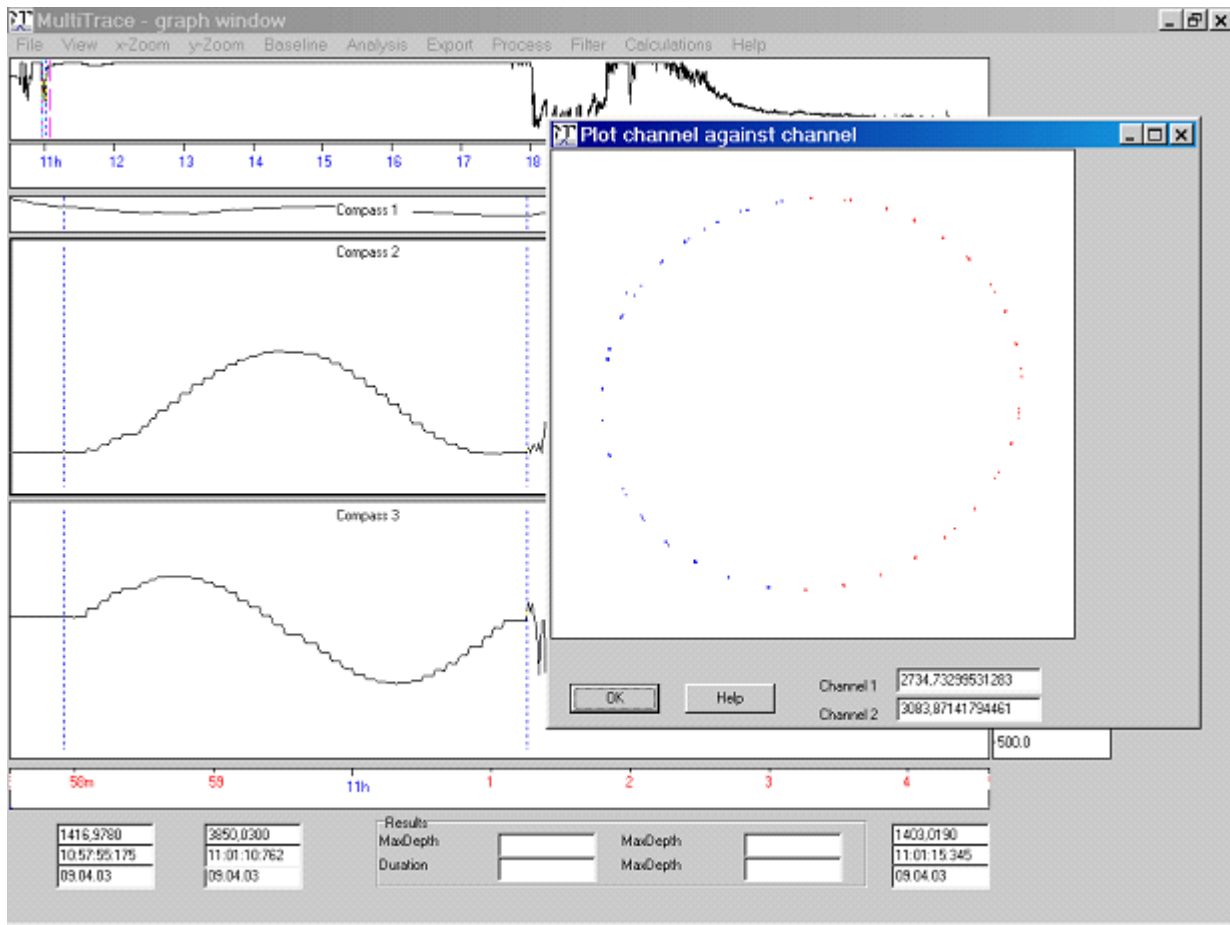 MultiTrace - graph window
File View x-Zoom y-Zoom Baseline Analysis Export Process Filter Calculations Help
11h 12 13 14 15 16 17 18
Plot channel against channel
Compass 1
Compass 2
Compass 3
OK Help
Channel 1 2734,73299531283
Channel 2 3083,87141794461
-500.0
58m 59 11h 1 2 3 4
Results
1416,9780 3850,0300 MaxDepth MaxDepth 1403,0190
10:57:55:175 11:01:10:762 Duration MaxDepth 11:01:15:345
09.04.03 09.04.03 09.04.03